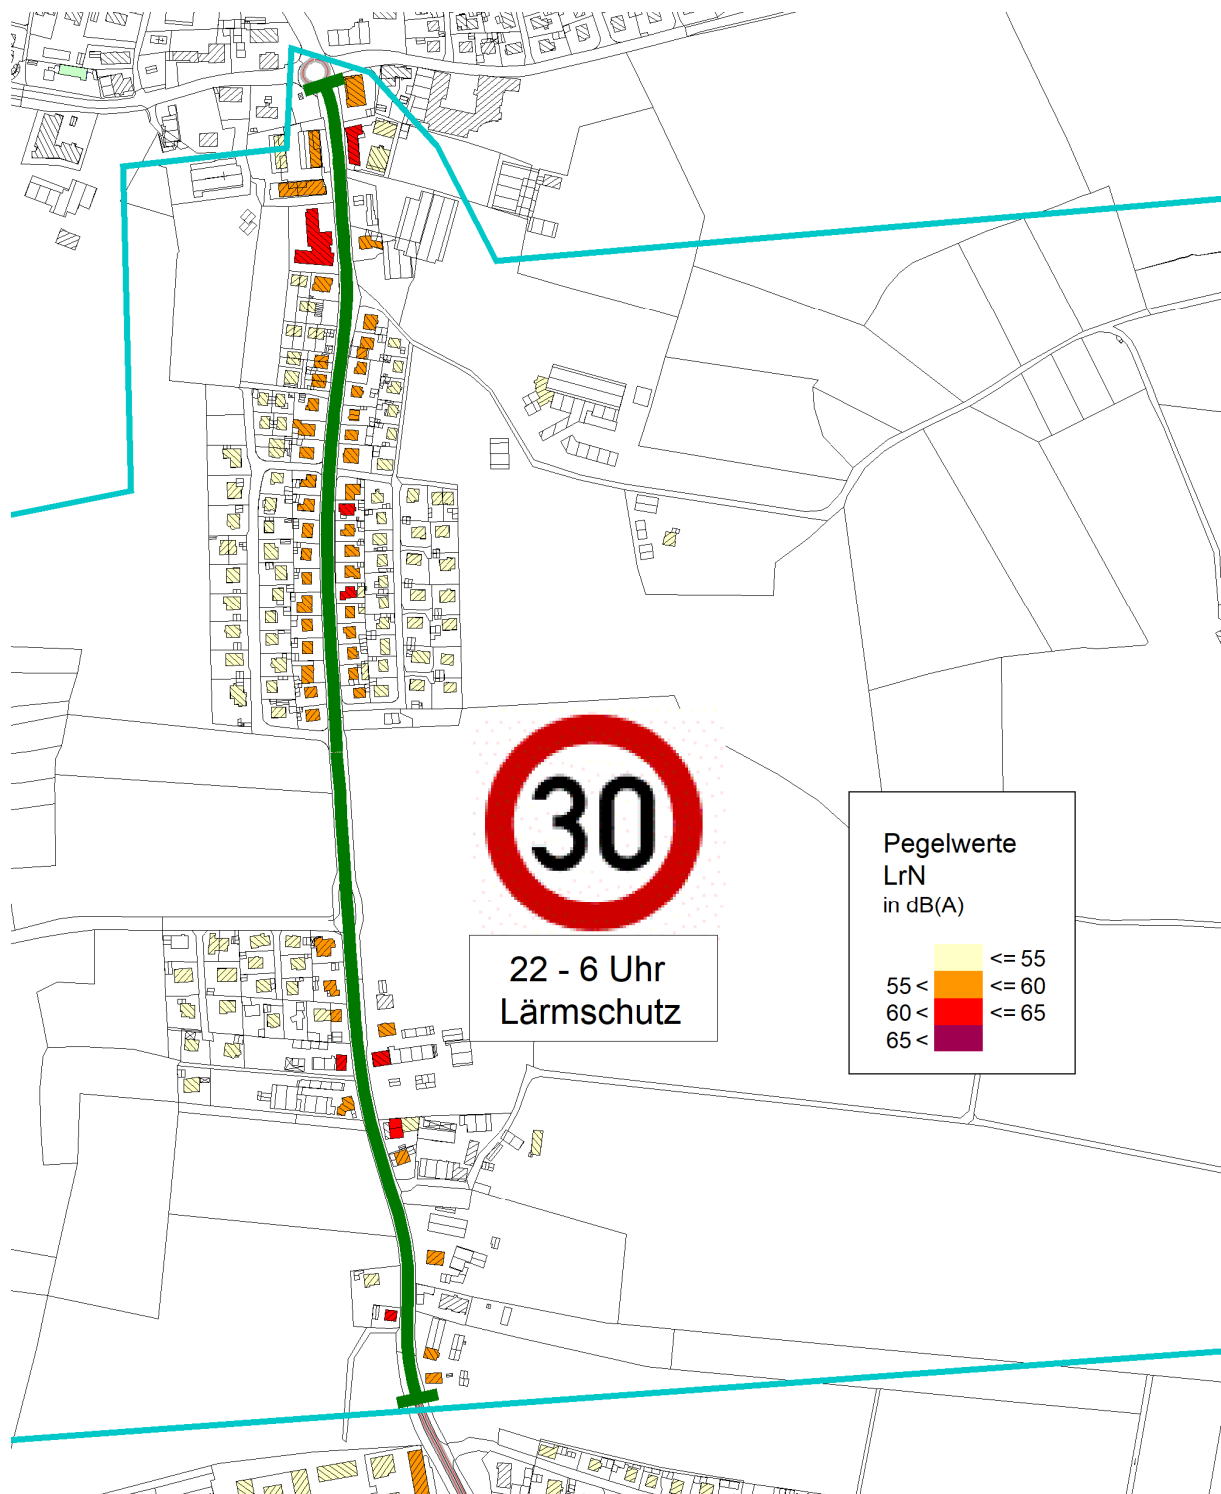 30
22 - 6 Uhr
Lärmschutz
Pegelwerte
LrN
in dB(A)
<= 55
55 < <= 60
60 < <= 65
65 <